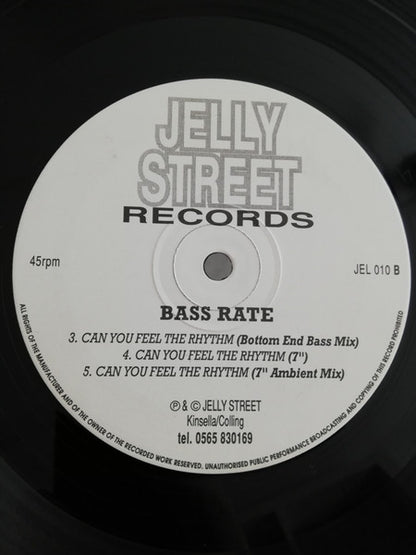 JELLY
STREET
RECORDS
45rpm
JEL 010 B
BASS RATE
3. CAN YOU FEEL THE RHYTHM (Bottom End Bass Mix)
4. CAN YOU FEEL THE RHYTHM (7")
5. CAN YOU FEEL THE RHYTHM (7" Ambient Mix)
℗ & © JELLY STREET
Kinsella/Colling
tel. 0565 830169
ALL RIGHTS OF THE MANUFACTURER AND OF THE OWNER OF THE RECORDED WORK RESERVED. UNAUTHORISED PUBLIC PERFORMANCE BROADCASTING AND COPYING OF THIS RECORD PROHIBITED